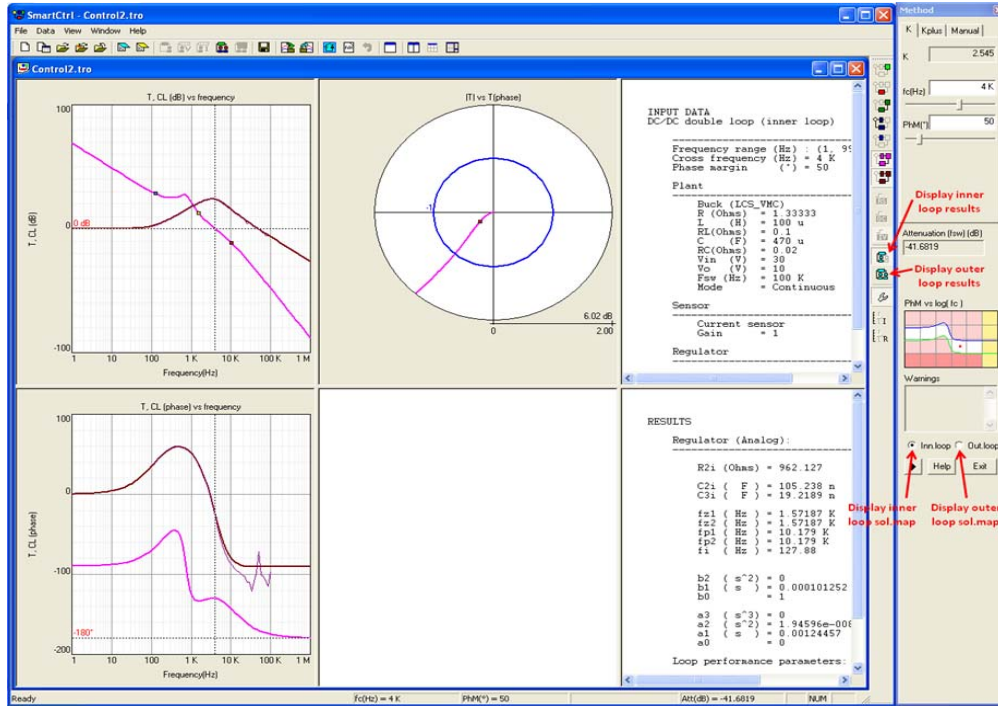 SmartCtrl - Control2.tro
File Data View Window Help
Control2.tro
T, CL (dB) vs frequency
100
0 dB
-100
T, CL (dB)
1 10 100 1 K 10 K 100 K 1 M
Frequency(Hz)
|T| vs T(phase)
-1
6.02 dB
0 2.00
INPUT DATA
DC/DC double loop (inner loop)
Frequency range (Hz) : (1, 99
Cross frequency (Hz) = 4 K
Phase margin (°) = 50
Plant
Buck (LCS_VMC)
R (Ohms) = 1.33333
L (H) = 100 u
RL(Ohms) = 0.1
C (F) = 470 u
RC(Ohms) = 0.02
Vin (V) = 30
Vo (V) = 10
Fsw (Hz) = 100 K
Mode = Continuous
Sensor
Current sensor
Gain = 1
Regulator
T, CL (phase) vs frequency
100
0
-100
-180°
-200
T, CL (phase)
1 10 100 1 K 10 K 100 K 1 M
Frequency(Hz)
RESULTS
Regulator (Analog):
R2i (Ohms) = 962.127
C2i ( F ) = 105.238 n
C3i ( F ) = 19.2189 n
fz1 ( Hz ) = 1.57187 K
fz2 ( Hz ) = 1.57187 K
fp1 ( Hz ) = 10.179 K
fp2 ( Hz ) = 10.179 K
fi ( Hz ) = 127.88
b2 ( s^2) = 0
b1 ( s ) = 0.000101252
b0 = 1
a3 ( s^3) = 0
a2 ( s^2) = 1.94596e-008
a1 ( s ) = 0.00124457
a0 = 0
Loop performance parameters:
Method
K Kplus Manual
K 2.545
fc(Hz) 4 K
PhM(°) 50
Display inner
loop results
Attenuation (fsw) (dB)
-41.6819
Display outer
loop results
PhM vs log( fc )
Warnings
Inn.loop Out.loop
Help Exit
Display inner
loop sol.map
Display outer
loop sol.map
Ready fc(Hz) = 4 K PhM(°) = 50 Att(dB) = -41.6819 NUM